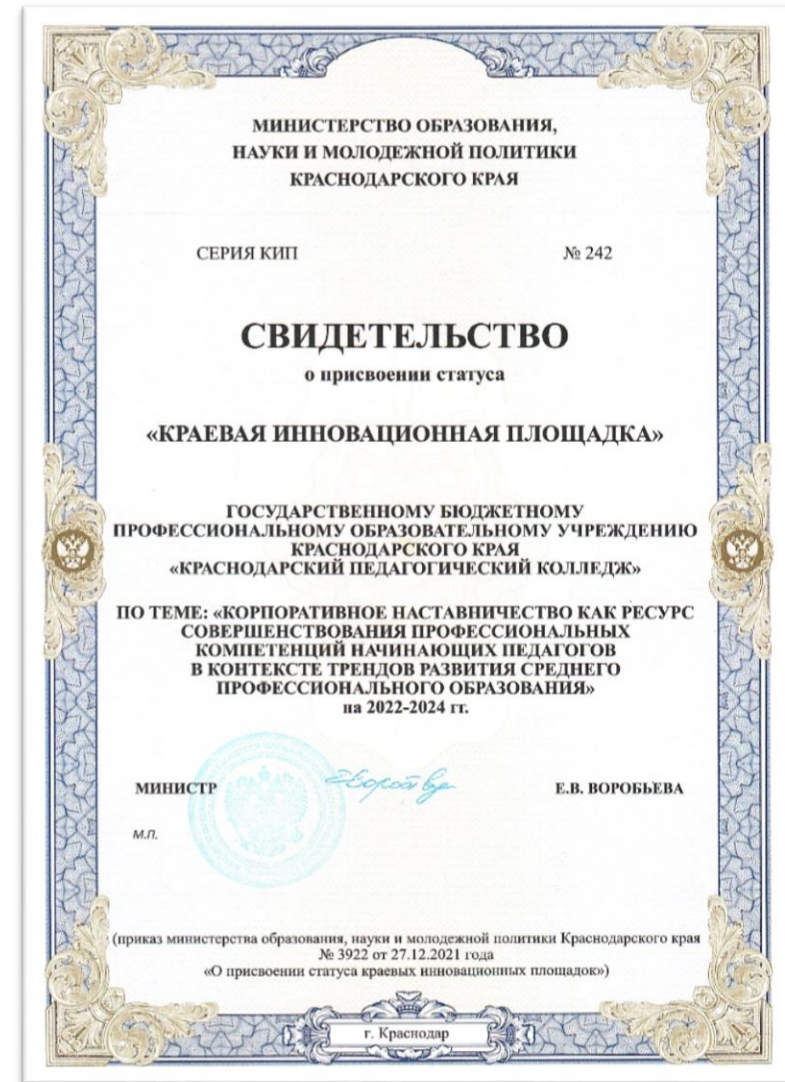 МИНИСТЕРСТВО ОБРАЗОВАНИЯ,
НАУКИ И МОЛОДЕЖНОЙ ПОЛИТИКИ
КРАСНОДАРСКОГО КРАЯ
СЕРИЯ КИП № 242
СВИДЕТЕЛЬСТВО
о присвоении статуса
«КРАЕВАЯ ИННОВАЦИОННАЯ ПЛОЩАДКА»
ГОСУДАРСТВЕННОМУ БЮДЖЕТНОМУ
ПРОФЕССИОНАЛЬНОМУ ОБРАЗОВАТЕЛЬНОМУ УЧРЕЖДЕНИЮ
КРАСНОДАРСКОГО КРАЯ
«КРАСНОДАРСКИЙ ПЕДАГОГИЧЕСКИЙ КОЛЛЕДЖ»
ПО ТЕМЕ: «КОРПОРАТИВНОЕ НАСТАВНИЧЕСТВО КАК РЕСУРС
СОВЕРШЕНСТВОВАНИЯ ПРОФЕССИОНАЛЬНЫХ
КОМПЕТЕНЦИЙ НАЧИНАЮЩИХ ПЕДАГОГОВ
В КОНТЕКСТЕ ТРЕНДОВ РАЗВИТИЯ СРЕДНЕГО
ПРОФЕССИОНАЛЬНОГО ОБРАЗОВАНИЯ»
на 2022-2024 гг.
МИНИСТР Е.В. ВОРОБЬЕВА
М.П.
(приказ министерства образования, науки и молодежной политики Краснодарского края
№ 3922 от 27.12.2021 года
«О присвоении статуса краевых инновационных площадок»)
г. Краснодар